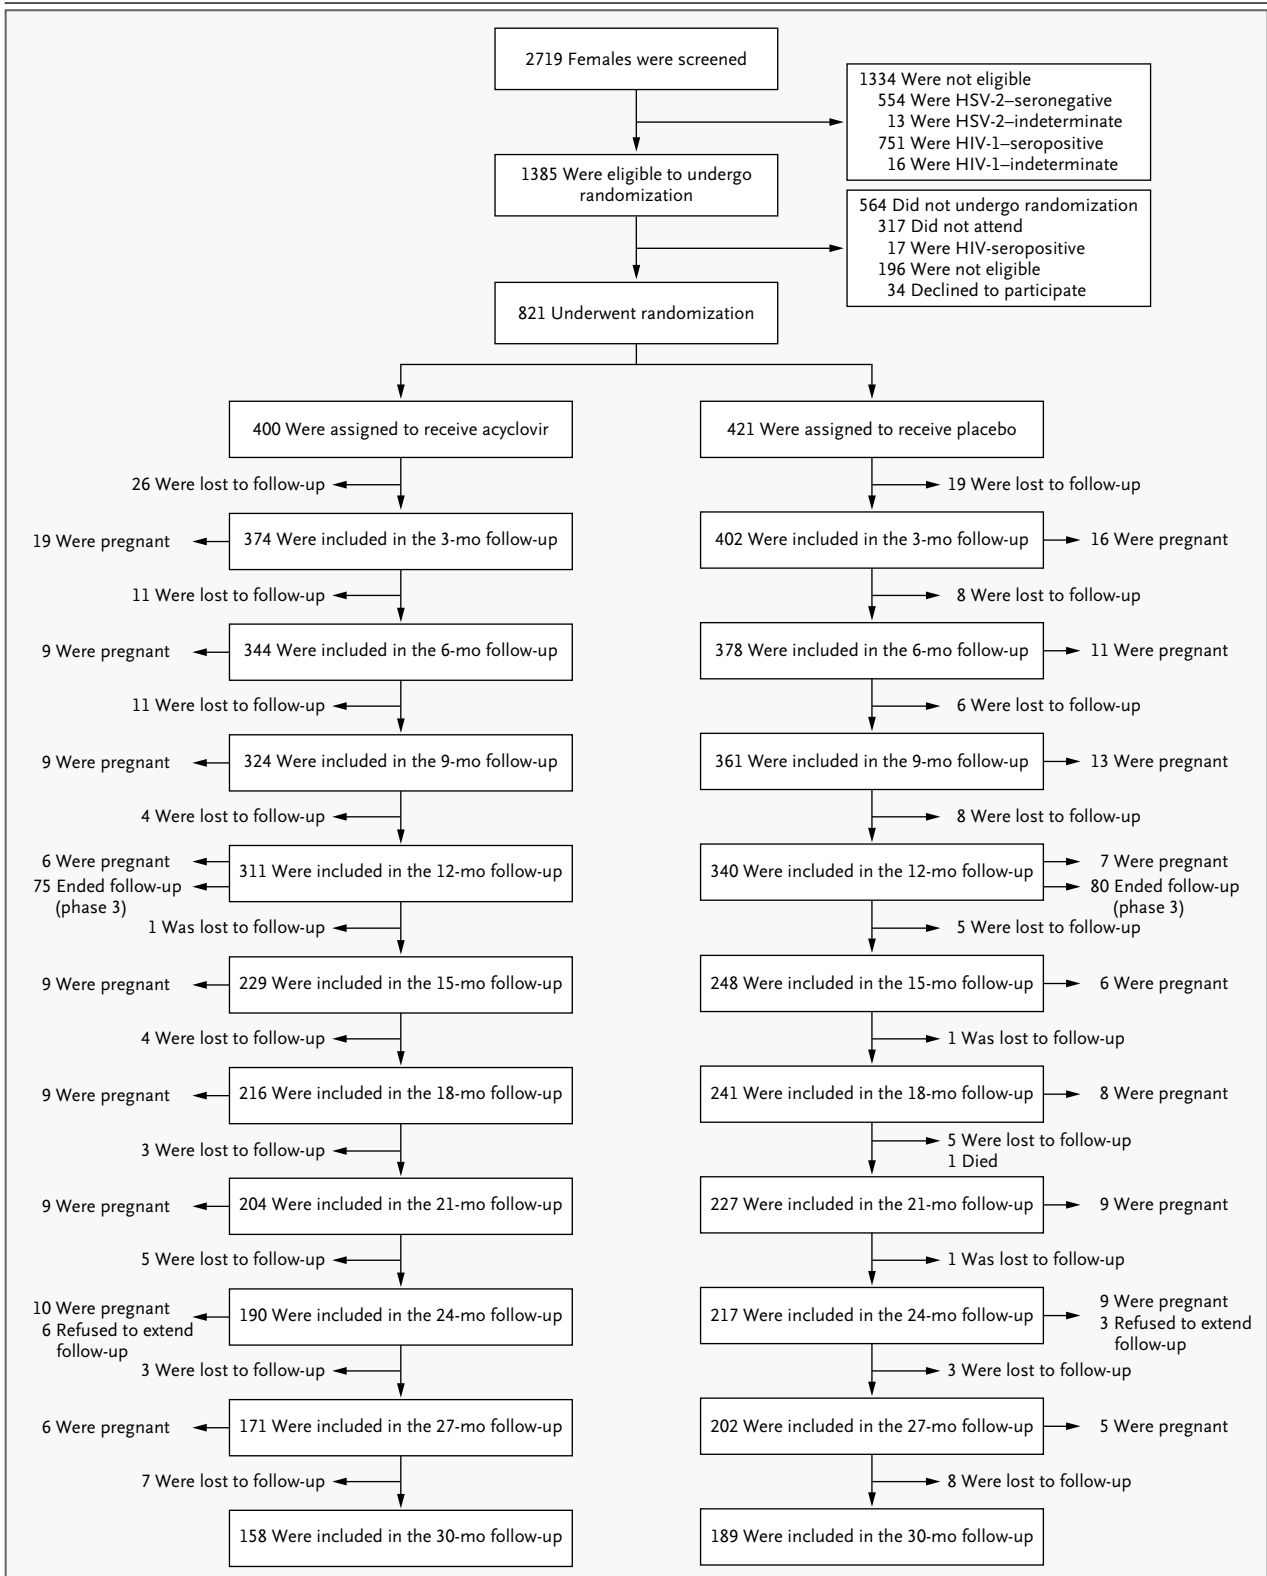 2719 Females were screened
1334 Were not eligible
554 Were HSV-2–seronegative
13 Were HSV-2–indeterminate
751 Were HIV-1–seropositive
16 Were HIV-1–indeterminate
1385 Were eligible to undergo
randomization
564 Did not undergo randomization
317 Did not attend
17 Were HIV-seropositive
196 Were not eligible
34 Declined to participate
821 Underwent randomization
400 Were assigned to receive acyclovir
421 Were assigned to receive placebo
26 Were lost to follow-up
19 Were lost to follow-up
19 Were pregnant
374 Were included in the 3-mo follow-up
402 Were included in the 3-mo follow-up
16 Were pregnant
11 Were lost to follow-up
8 Were lost to follow-up
9 Were pregnant
344 Were included in the 6-mo follow-up
378 Were included in the 6-mo follow-up
11 Were pregnant
11 Were lost to follow-up
6 Were lost to follow-up
9 Were pregnant
324 Were included in the 9-mo follow-up
361 Were included in the 9-mo follow-up
13 Were pregnant
4 Were lost to follow-up
8 Were lost to follow-up
6 Were pregnant
75 Ended follow-up
(phase 3)
311 Were included in the 12-mo follow-up
340 Were included in the 12-mo follow-up
7 Were pregnant
80 Ended follow-up
(phase 3)
1 Was lost to follow-up
5 Were lost to follow-up
9 Were pregnant
229 Were included in the 15-mo follow-up
248 Were included in the 15-mo follow-up
6 Were pregnant
4 Were lost to follow-up
1 Was lost to follow-up
9 Were pregnant
216 Were included in the 18-mo follow-up
241 Were included in the 18-mo follow-up
8 Were pregnant
3 Were lost to follow-up
5 Were lost to follow-up
1 Died
9 Were pregnant
204 Were included in the 21-mo follow-up
227 Were included in the 21-mo follow-up
9 Were pregnant
5 Were lost to follow-up
1 Was lost to follow-up
10 Were pregnant
6 Refused to extend
follow-up
190 Were included in the 24-mo follow-up
217 Were included in the 24-mo follow-up
9 Were pregnant
3 Refused to extend
follow-up
3 Were lost to follow-up
3 Were lost to follow-up
6 Were pregnant
171 Were included in the 27-mo follow-up
202 Were included in the 27-mo follow-up
5 Were pregnant
7 Were lost to follow-up
8 Were lost to follow-up
158 Were included in the 30-mo follow-up
189 Were included in the 30-mo follow-up